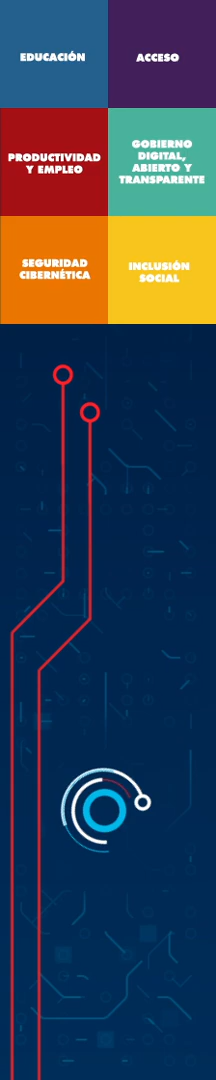 EDUCACIÓN
ACCESO
PRODUCTIVIDAD
Y EMPLEO
GOBIERNO
DIGITAL,
ABIERTO Y
TRANSPARENTE
SEGURIDAD
CIBERNÉTICA
INCLUSIÓN
SOCIAL